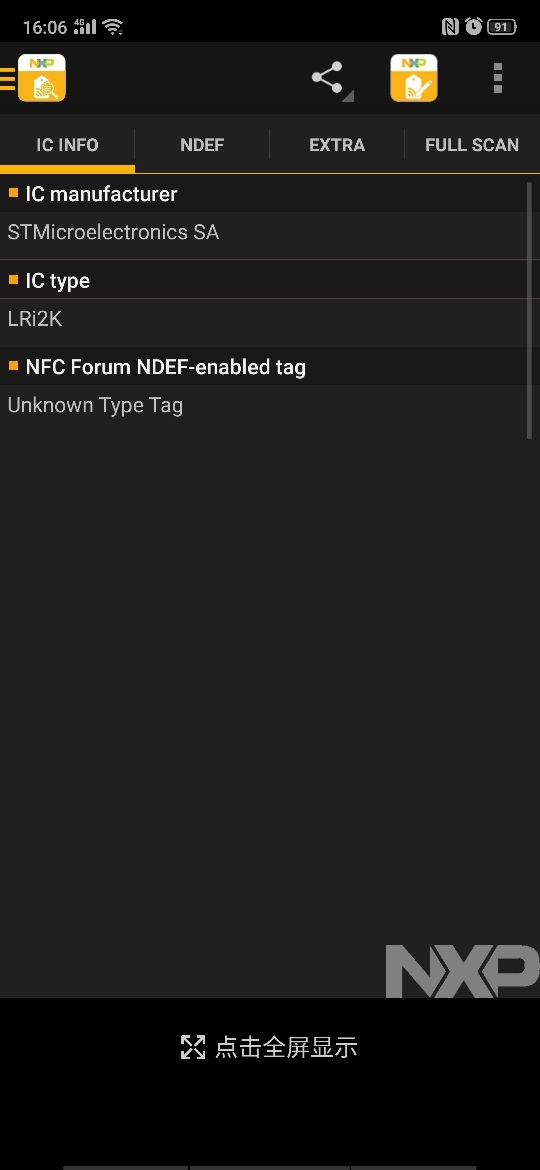 16:06 4G 91
NXP NXP
IC INFO NDEF EXTRA FULL SCAN
IC manufacturer
STMicroelectronics SA
IC type
LRi2K
NFC Forum NDEF-enabled tag
Unknown Type Tag
NXP
点击全屏显示